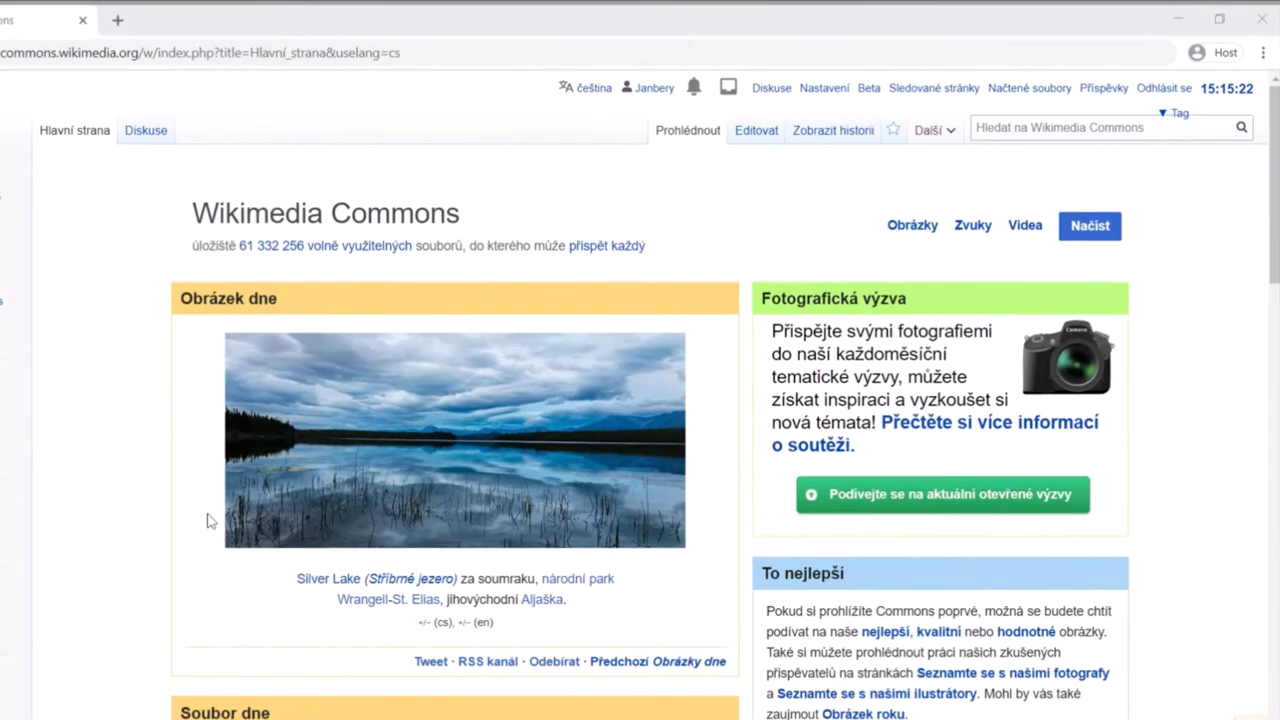 ons
commons.wikimedia.org/w/index.php?title=Hlavní_strana&uselang=cs
Host
čeština Janbery Diskuse Nastavení Beta Sledované stránky Načtené soubory Příspěvky Odhlásit se 15:15:22
▼ Tag
Hlavní strana Diskuse Prohlédnout Editovat Zobrazit historii Další Hledat na Wikimedia Commons
Wikimedia Commons
úložiště 61 332 256 volně využitelných souborů, do kterého může přispět každý
Obrázky Zvuky Videa Načíst
Obrázek dne
Silver Lake (Stříbrné jezero) za soumraku, národní park
Wrangell-St. Elias, jihovýchodní Aljaška.
+/− (cs), +/− (en)
Tweet · RSS kanál · Odebírat · Předchozí Obrázky dne
Soubor dne
Fotografická výzva
Přispějte svými fotografiemi
do naší každoměsíční
tematické výzvy, můžete
získat inspiraci a vyzkoušet si
nová témata! Přečtěte si více informací
o soutěži.
Camera
Podívejte se na aktuální otevřené výzvy
To nejlepší
Pokud si prohlížíte Commons poprvé, možná se budete chtít
podívat na naše nejlepší, kvalitní nebo hodnotné obrázky.
Také si můžete prohlédnout práci našich zkušených
přispěvatelů na stránkách Seznamte se s našimi fotografy
a Seznamte se s našimi ilustrátory. Mohl by vás také
zaujmout Obrázek roku.